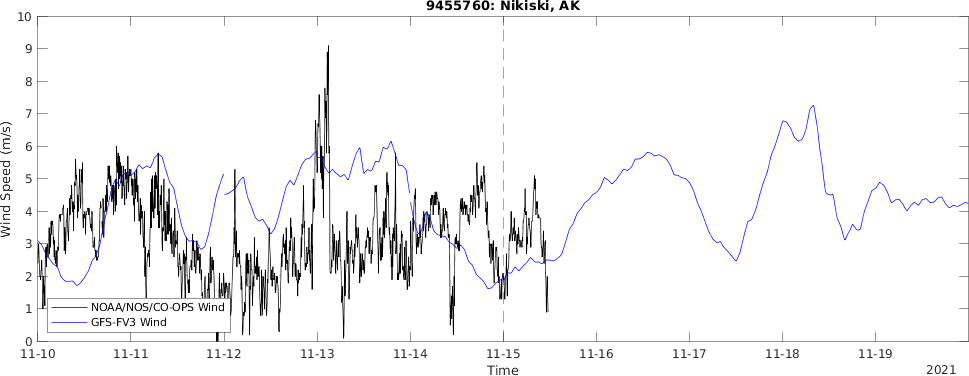 9455760: Nikiski, AK
10
9
8
7
6
5
4
3
2
1
0
Wind Speed (m/s)
NOAA/NOS/CO-OPS Wind
GFS-FV3 Wind
11-10 11-11 11-12 11-13 11-14 11-15 11-16 11-17 11-18 11-19
Time
2021